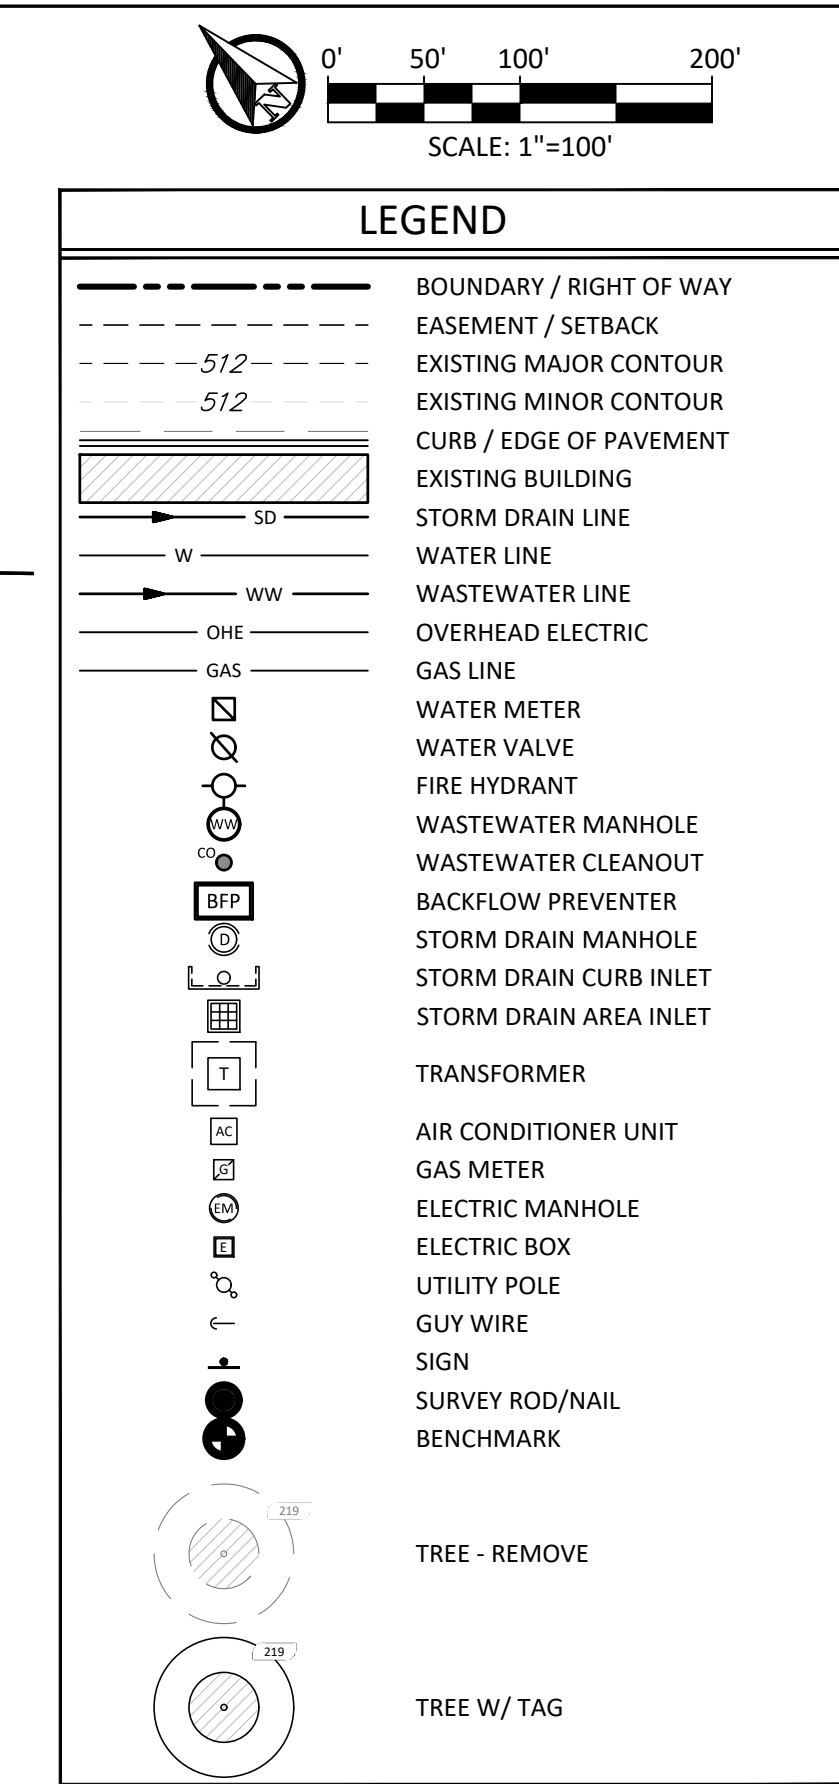 N
0' 50' 100' 200'
SCALE: 1"=100'
LEGEND
BOUNDARY / RIGHT OF WAY
EASEMENT / SETBACK
512 EXISTING MAJOR CONTOUR
512 EXISTING MINOR CONTOUR
CURB / EDGE OF PAVEMENT
EXISTING BUILDING
SD STORM DRAIN LINE
W WATER LINE
WW WASTEWATER LINE
OHE OVERHEAD ELECTRIC
GAS GAS LINE
WATER METER
WATER VALVE
FIRE HYDRANT
WW WASTEWATER MANHOLE
CO WASTEWATER CLEANOUT
BFP BACKFLOW PREVENTER
D STORM DRAIN MANHOLE
STORM DRAIN CURB INLET
STORM DRAIN AREA INLET
T TRANSFORMER
AC AIR CONDITIONER UNIT
G GAS METER
EM ELECTRIC MANHOLE
E ELECTRIC BOX
UTILITY POLE
GUY WIRE
SIGN
SURVEY ROD/NAIL
BENCHMARK
219
TREE - REMOVE
219
TREE W/ TAG